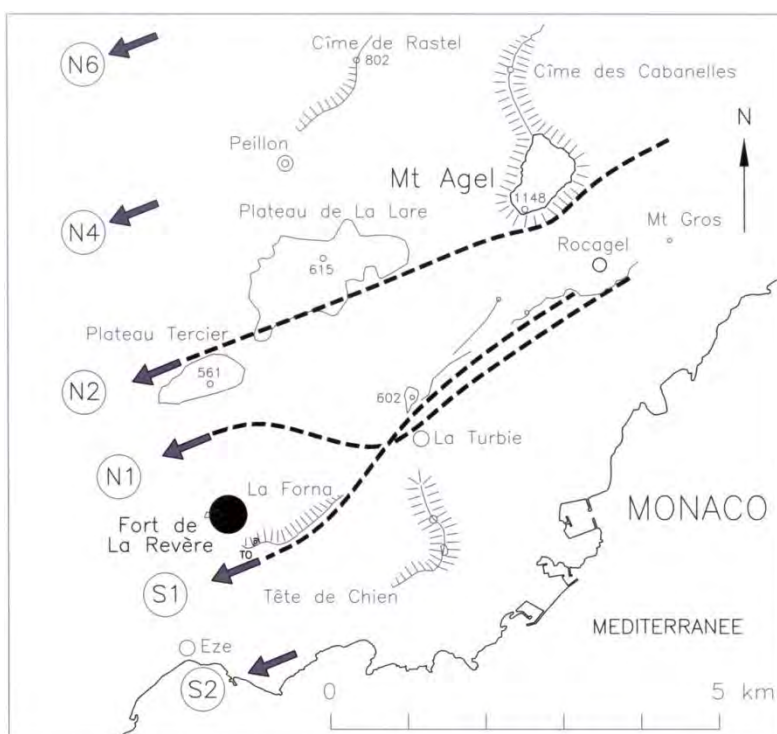 N6
Cîme de Rastel
802
Cîme des Cabanelles
N
Peillon
Mt Agel
1148
N4
Plateau de La Lare
Mt Gros
Rocagel
615
Plateau Tercier
561
N2
602
La Turbie
N1
La Forna
MONACO
Fort de
La Revère
TO
S1
Tête de Chien
MEDITERRANEE
Eze
S2
0
5 km